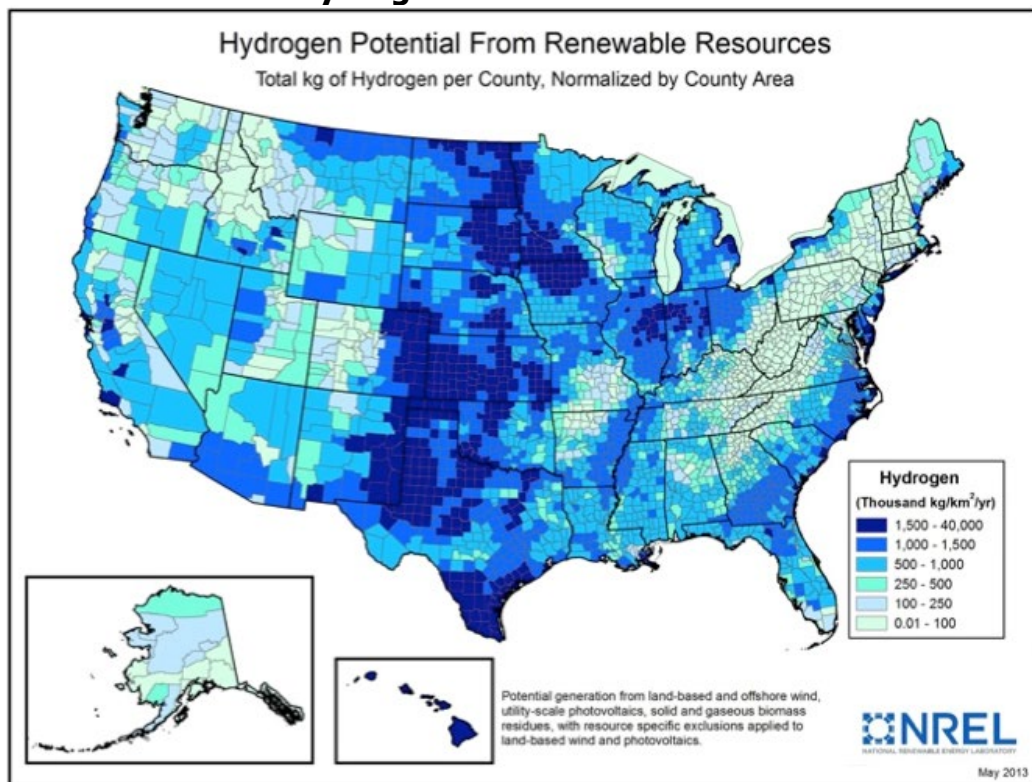 Hydrogen Potential From Renewable Resources
Total kg of Hydrogen per County, Normalized by County Area
Hydrogen
(Thousand kg/km²/yr)
1,500 - 40,000
1,000 - 1,500
500 - 1,000
250 - 500
100 - 250
0.01 - 100
Potential generation from land-based and offshore wind,
utility-scale photovoltaics, solid and gaseous biomass
residues, with resource specific exclusions applied to
land-based wind and photovoltaics.
NREL
NATIONAL RENEWABLE ENERGY LABORATORY
May 2013